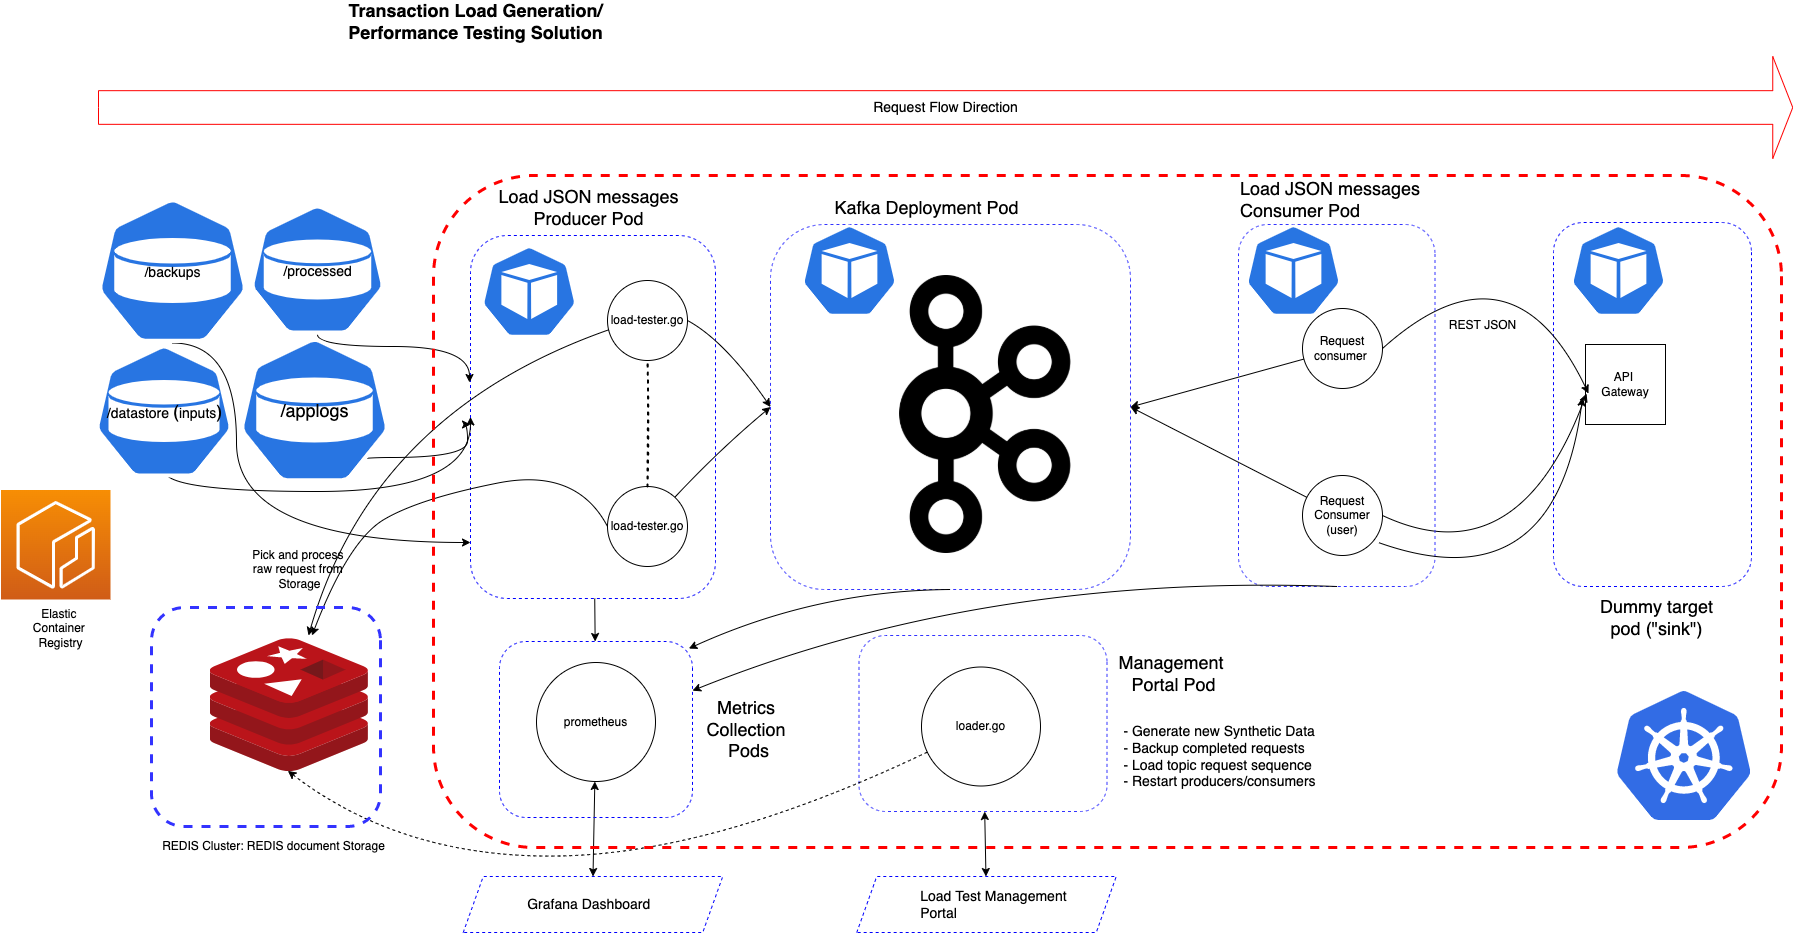 Transaction Load Generation/
Performance Testing Solution
Request Flow Direction
Load JSON messages
Producer Pod
Kafka Deployment Pod
Load JSON messages
Consumer Pod
/backups
/processed
/datastore (inputs)
/applogs
load-tester.go
load-tester.go
Request
consumer
REST JSON
API
Gateway
Request
Consumer
(user)
Pick and process
raw request from
Storage
Elastic
Container
Registry
Dummy target
pod ("sink")
prometheus
Metrics
Collection
Pods
loader.go
Management
Portal Pod
- Generate new Synthetic Data
- Backup completed requests
- Load topic request sequence
- Restart producers/consumers
REDIS Cluster: REDIS document Storage
Grafana Dashboard
Load Test Management
Portal